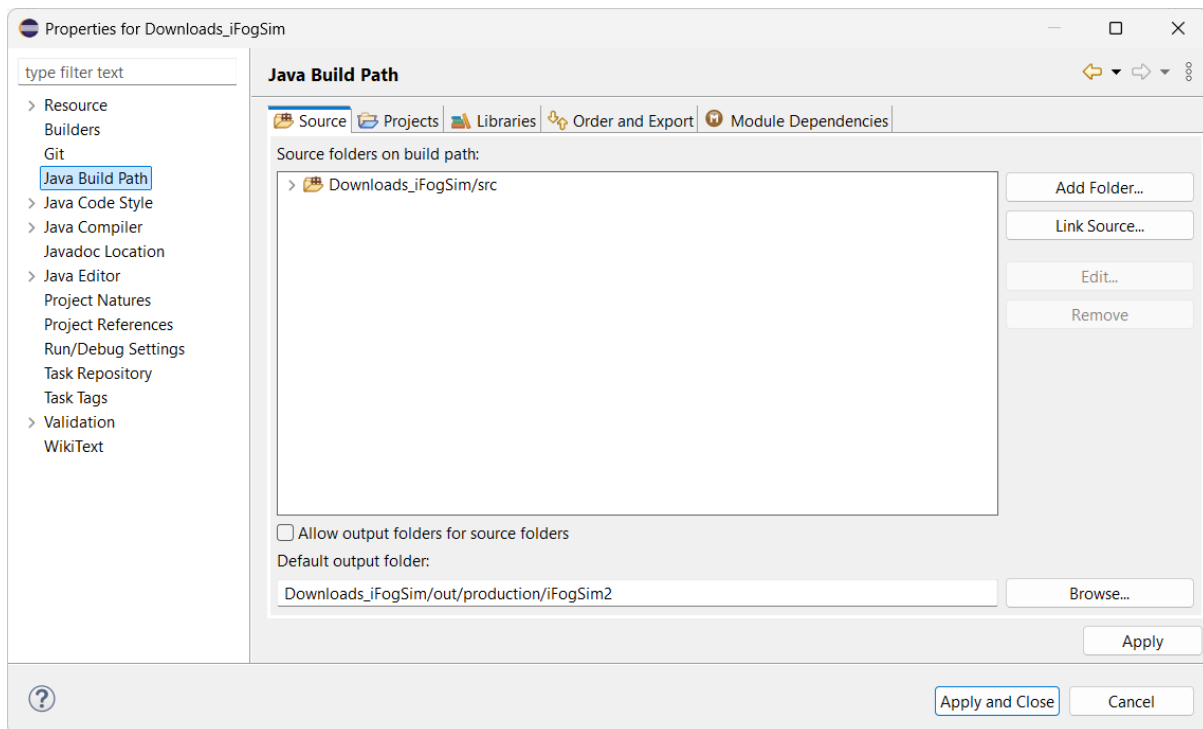 Properties for Downloads_iFogSim
type filter text
Resource
Builders
Git
Java Build Path
Java Code Style
Java Compiler
Javadoc Location
Java Editor
Project Natures
Project References
Run/Debug Settings
Task Repository
Task Tags
Validation
WikiText
Java Build Path
Source
Projects
Libraries
Order and Export
Module Dependencies
Source folders on build path:
Downloads_iFogSim/src
Add Folder...
Link Source...
Edit...
Remove
Allow output folders for source folders
Default output folder:
Downloads_iFogSim/out/production/iFogSim2
Browse...
Apply
Apply and Close
Cancel